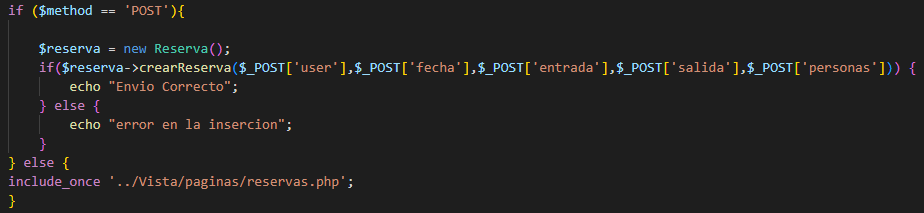 if ($method == 'POST'){
$reserva = new Reserva();
if($reserva->crearReserva($_POST['user'],$_POST['fecha'],$_POST['entrada'],$_POST['salida'],$_POST['personas'])) {
echo "Envio Correcto";
} else {
echo "error en la insercion";
}
} else {
include_once '../Vista/paginas/reservas.php';
}